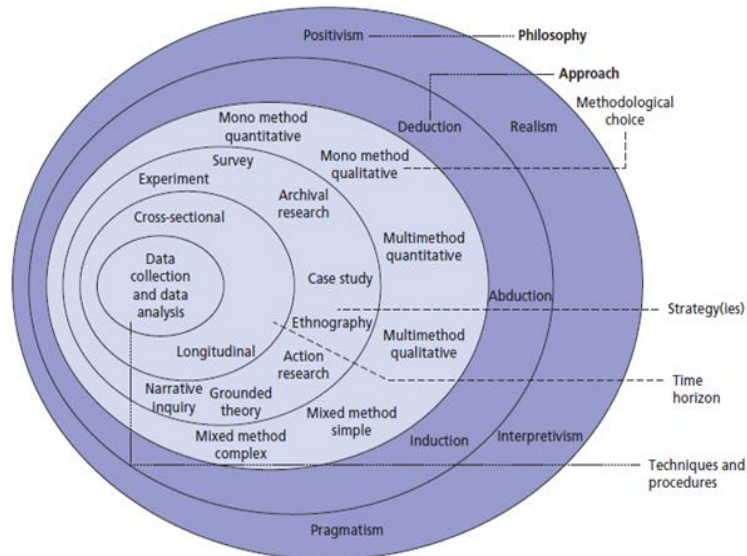 Positivism
Philosophy
Approach
Methodological
choice
Mono method
quantitative
Deduction
Realism
Survey
Mono method
qualitative
Experiment
Archival
research
Cross-sectional
Multimethod
quantitative
Data
collection
and data
analysis
Case study
Abduction
Strategy(ies)
Ethnography
Multimethod
qualitative
Longitudinal
Action
research
Time
horizon
Narrative
inquiry
Grounded
theory
Mixed method
simple
Mixed method
complex
Induction
Interpretivism
Techniques and
procedures
Pragmatism